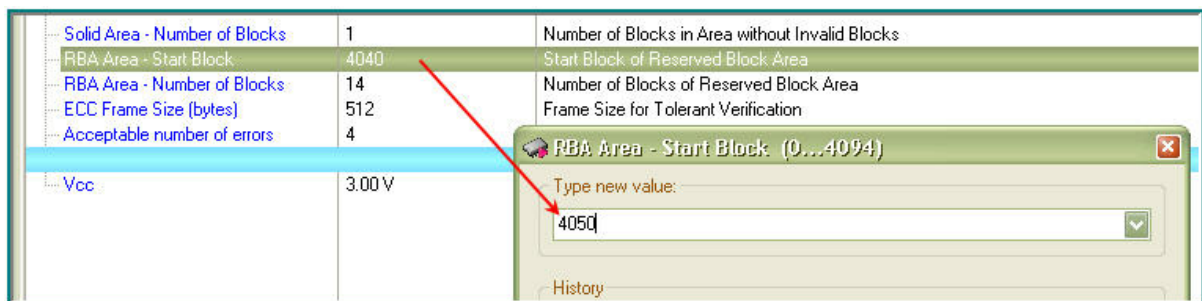 Solid Area - Number of Blocks 1 Number of Blocks in Area without Invalid Blocks
RBA Area - Start Block 4040 Start Block of Reserved Block Area
RBA Area - Number of Blocks 14 Number of Blocks of Reserved Block Area
ECC Frame Size (bytes) 512 Frame Size for Tolerant Verification
Acceptable number of errors 4
Vcc 3.00 V
RBA Area - Start Block (0...4094)
Type new value:
4050
History